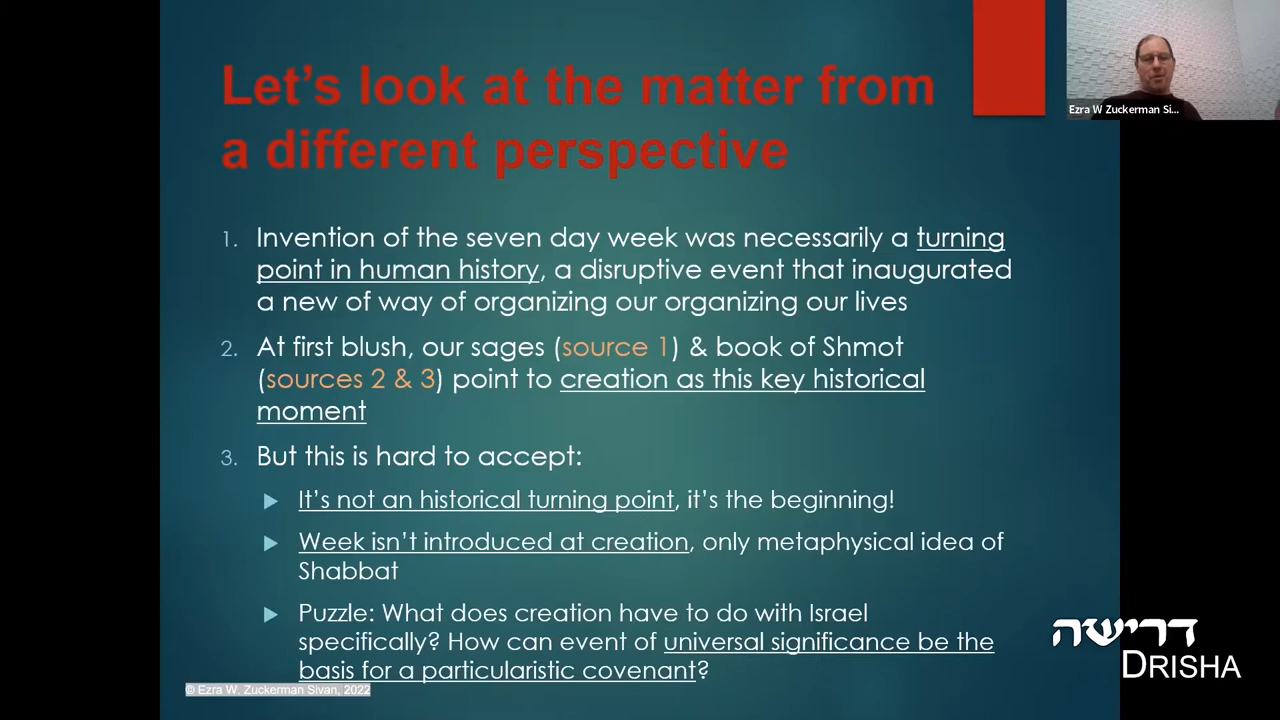 Let's look at the matter from
a different perspective
1. Invention of the seven day week was necessarily a turning
point in human history, a disruptive event that inaugurated
a new of way of organizing our organizing our lives
2. At first blush, our sages (source 1) & book of Shmot
(sources 2 & 3) point to creation as this key historical
moment
3. But this is hard to accept:
It's not an historical turning point, it's the beginning!
Week isn't introduced at creation, only metaphysical idea of
Shabbat
Puzzle: What does creation have to do with Israel
specifically? How can event of universal significance be the
basis for a particularistic covenant?
© Ezra W. Zuckerman Sivan, 2022
Ezra W Zuckerman Si...
דרישה
DRISHA